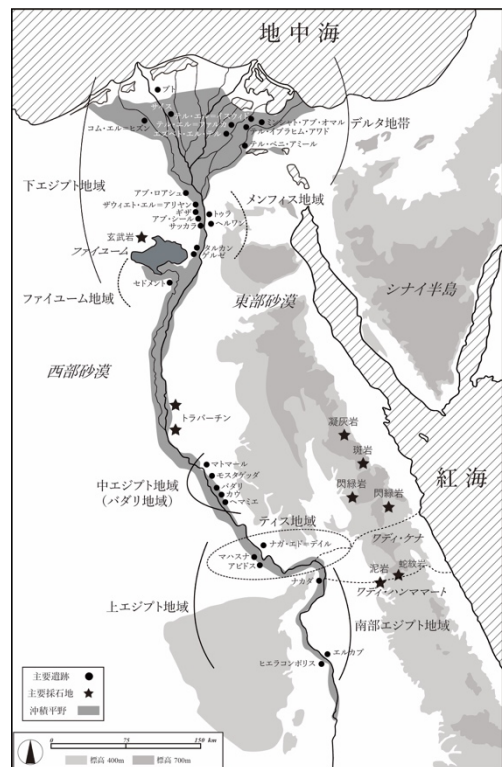 地中海
ブト
サイス
コム・エル＝ヒズン
ミンシャト・アブ・オマル
テル・イブラヒム・アワド
テル・ベニ・アミール
デルタ地帯
下エジプト地域
アブ・ロアシュ
ザウィエト・エル＝アリヤン
ギザ
アブ・シール
サッカラ
トゥラ
ヘルワン
メンフィス地域
玄武岩
ファイユーム
タルカン
ゲルゼ
セドメント
ファイユーム地域
東部砂漠
シナイ半島
西部砂漠
トラバーチン
凝灰岩
斑岩
紅海
マトマール
モスタゲッダ
バダリ
カウ
ヘマミエ
中エジプト地域
(バダリ地域)
閃緑岩
閃緑岩
ティス地域
ワディ・ケナ
ナガ・エド＝デイル
マハスナ
アビドス
泥岩
蛇紋岩
ワディ・ハンママート
ナカダ
上エジプト地域
南部エジプト地域
エルカブ
ヒエラコンポリス
主要遺跡
主要採石地
沖積平野
0 75 150 km
標高 400m 標高 700m